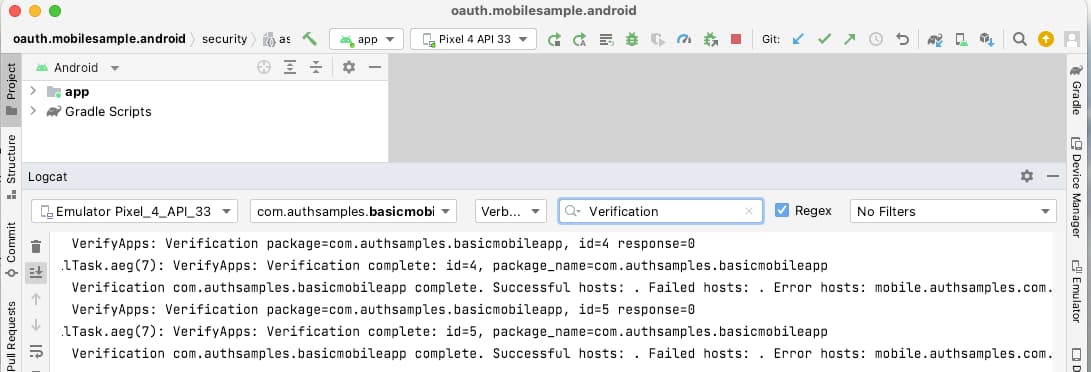 oauth.mobilesample.android
oauth.mobilesample.android security as app Pixel 4 API 33 Git:
Project
Android
app
Gradle Scripts
Structure
Commit
Pull Requests
Gradle
Device Manager
Emulator
Logcat
Emulator Pixel_4_API_33 com.authsamples.basicmobi Verb... Verification Regex No Filters
VerifyApps: Verification package=com.authsamples.basicmobileapp, id=4 response=0
lTask.aeg(7): VerifyApps: Verification complete: id=4, package_name=com.authsamples.basicmobileapp
Verification com.authsamples.basicmobileapp complete. Successful hosts: . Failed hosts: . Error hosts: mobile.authsamples.com.
VerifyApps: Verification package=com.authsamples.basicmobileapp, id=5 response=0
lTask.aeg(7): VerifyApps: Verification complete: id=5, package_name=com.authsamples.basicmobileapp
Verification com.authsamples.basicmobileapp complete. Successful hosts: . Failed hosts: . Error hosts: mobile.authsamples.com.